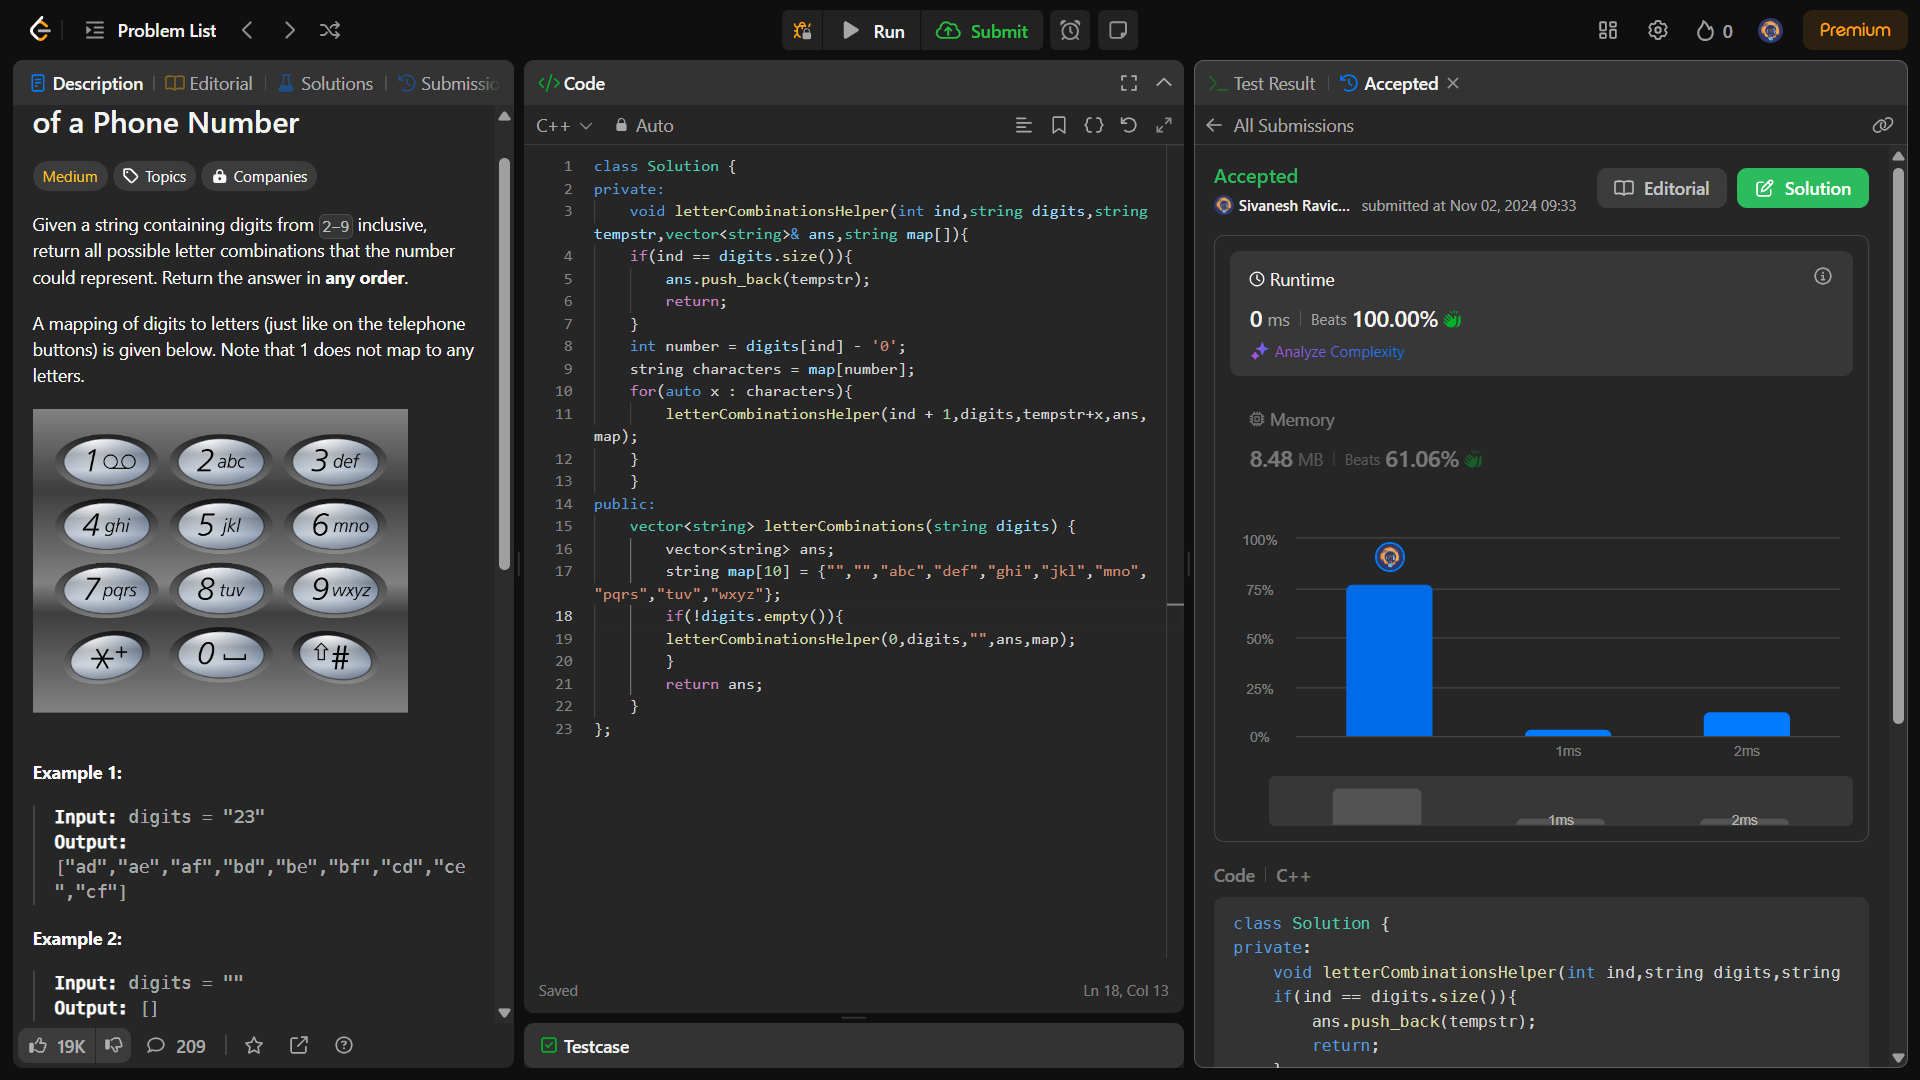 Problem List
Run
Submit
0
Premium
Description
Editorial
Solutions
Submissio
of a Phone Number
Medium
Topics
Companies
Given a string containing digits from 2-9 inclusive,
return all possible letter combinations that the number
could represent. Return the answer in any order.
A mapping of digits to letters (just like on the telephone
buttons) is given below. Note that 1 does not map to any
letters.
1
2 abc
3 def
4 ghi
5 jkl
6 mno
7 pqrs
8 tuv
9 wxyz
* +
0
#
Example 1:
Input: digits = "23"
Output:
["ad","ae","af","bd","be","bf","cd","ce
","cf"]
Example 2:
Input: digits = ""
Output: []
19K
209
</> Code
C++
Auto
1 class Solution {
2 private:
3 void letterCombinationsHelper(int ind,string digits,string
tempstr,vector<string>& ans,string map[]){
4 if(ind == digits.size()){
5 ans.push_back(tempstr);
6 return;
7 }
8 int number = digits[ind] - '0';
9 string characters = map[number];
10 for(auto x : characters){
11 letterCombinationsHelper(ind + 1,digits,tempstr+x,ans,
map);
12 }
13 }
14 public:
15 vector<string> letterCombinations(string digits) {
16 vector<string> ans;
17 string map[10] = {"","","abc","def","ghi","jkl","mno",
"pqrs","tuv","wxyz"};
18 if(!digits.empty()){
19 letterCombinationsHelper(0,digits,"",ans,map);
20 }
21 return ans;
22 }
23 };
Saved
Ln 18, Col 13
Testcase
Test Result
Accepted
All Submissions
Accepted
Sivanesh Ravic...
submitted at Nov 02, 2024 09:33
Editorial
Solution
Runtime
0 ms
Beats 100.00%
Analyze Complexity
Memory
8.48 MB
Beats 61.06%
100%
75%
50%
25%
0%
1ms
2ms
1ms
2ms
Code
C++
class Solution {
private:
void letterCombinationsHelper(int ind,string digits,string
if(ind == digits.size()){
ans.push_back(tempstr);
return;
}